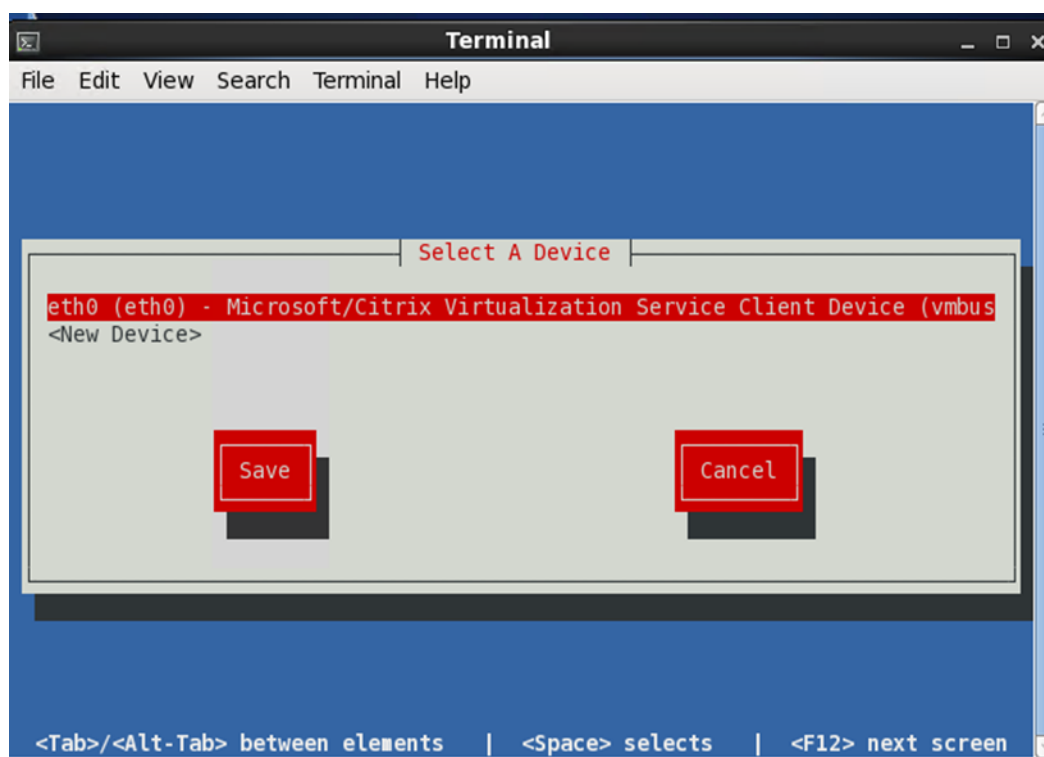 Terminal
File Edit View Search Terminal Help
Select A Device
eth0 (eth0) - Microsoft/Citrix Virtualization Service Client Device (vmbus
<New Device>
Save Cancel
<Tab>/<Alt-Tab> between elements | <Space> selects | <F12> next screen